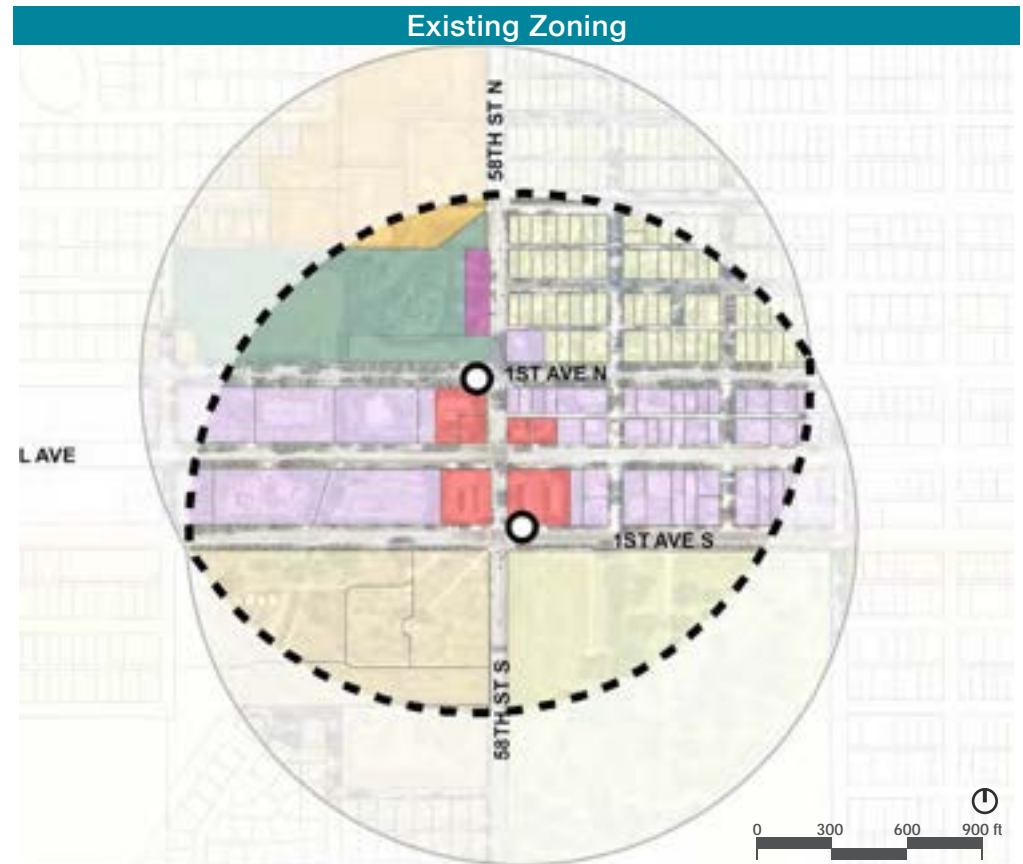 Existing Zoning
58TH ST N
1ST AVE N
L AVE
1ST AVE S
58TH ST S
0 300 600 900 ft